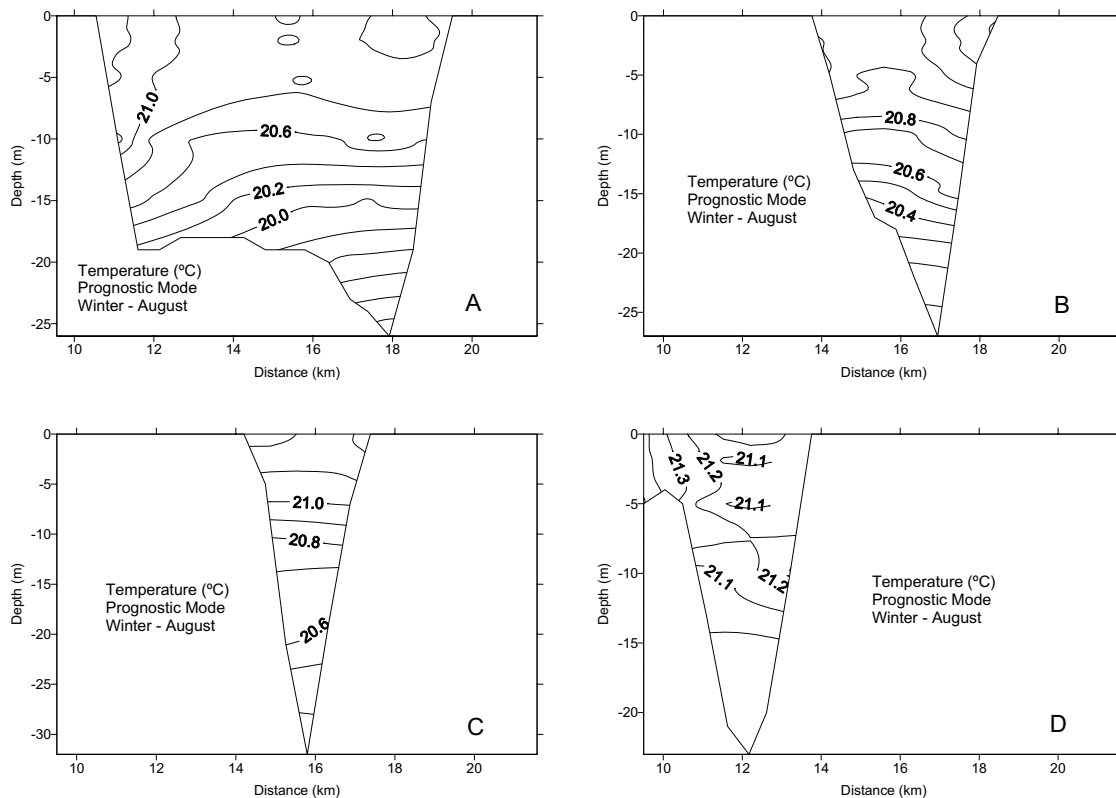 0
-5
-10
-15
-20
-25
Depth (m)
21.0
20.6
20.2
20.0
Temperature (ºC)
Prognostic Mode
Winter - August
A
10 12 14 16 18 20
Distance (km)
0
-5
-10
-15
-20
-25
Depth (m)
20.8
20.6
20.4
Temperature (ºC)
Prognostic Mode
Winter - August
B
10 12 14 16 18 20
Distance (km)
0
-5
-10
-15
-20
-25
-30
Depth (m)
21.0
20.8
20.6
Temperature (ºC)
Prognostic Mode
Winter - August
C
10 12 14 16 18 20
Distance (km)
0
-5
-10
-15
-20
Depth (m)
21.3
21.2
21.1
21.1
21.1
21.2
Temperature (ºC)
Prognostic Mode
Winter - August
D
10 12 14 16 18 20
Distance (km)